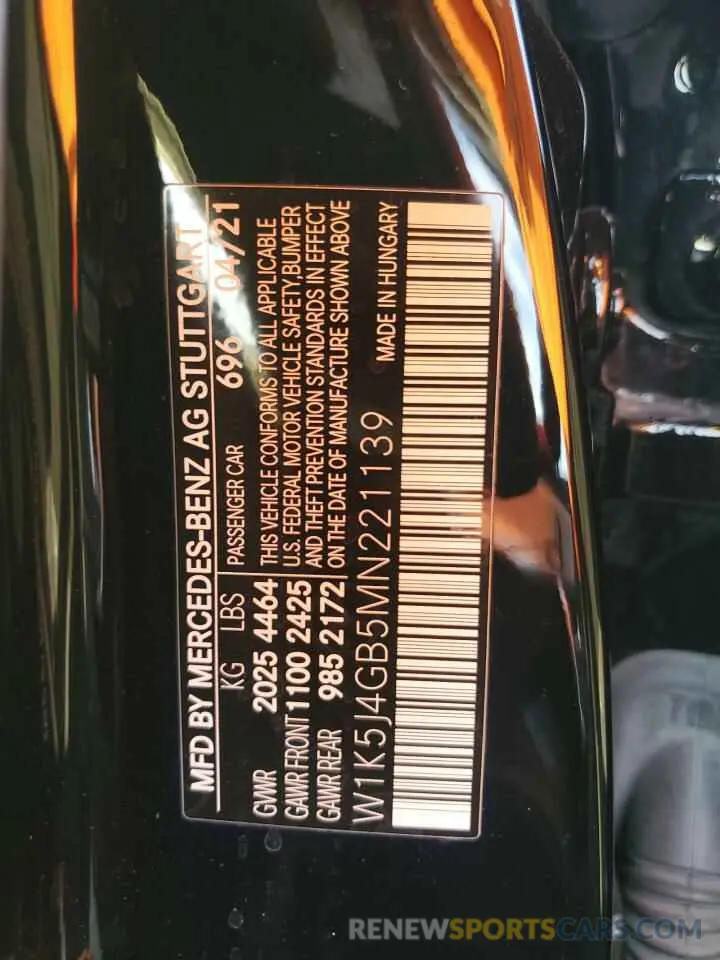 MFD BY MERCEDES-BENZ AG STUTTGART
KG LBS PASSENGER CAR 696 04/21
GWR 2025 4464 THIS VEHICLE CONFORMS TO ALL APPLICABLE
GAWR FRONT 1100 2425 U.S. FEDERAL MOTOR VEHICLE SAFETY, BUMPER
GAWR REAR 985 2172 AND THEFT PREVENTION STANDARDS IN EFFECT
ON THE DATE OF MANUFACTURE SHOWN ABOVE
W1K5J4GB5MN221139 MADE IN HUNGARY
RENEWSPORTSCARS.COM